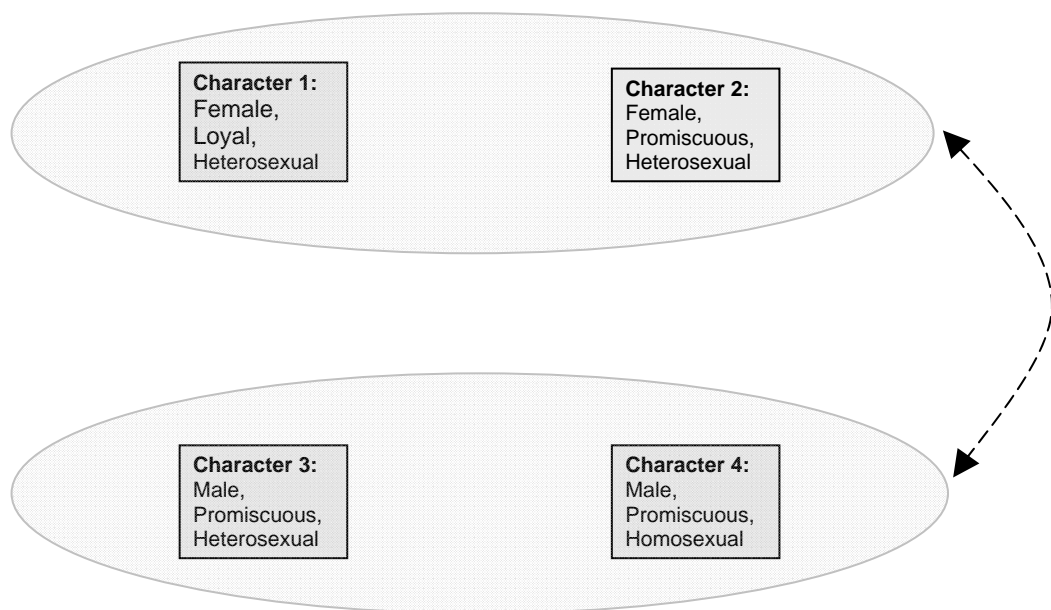 Character 1:
Female,
Loyal,
Heterosexual
Character 2:
Female,
Promiscuous,
Heterosexual
Character 3:
Male,
Promiscuous,
Heterosexual
Character 4:
Male,
Promiscuous,
Homosexual